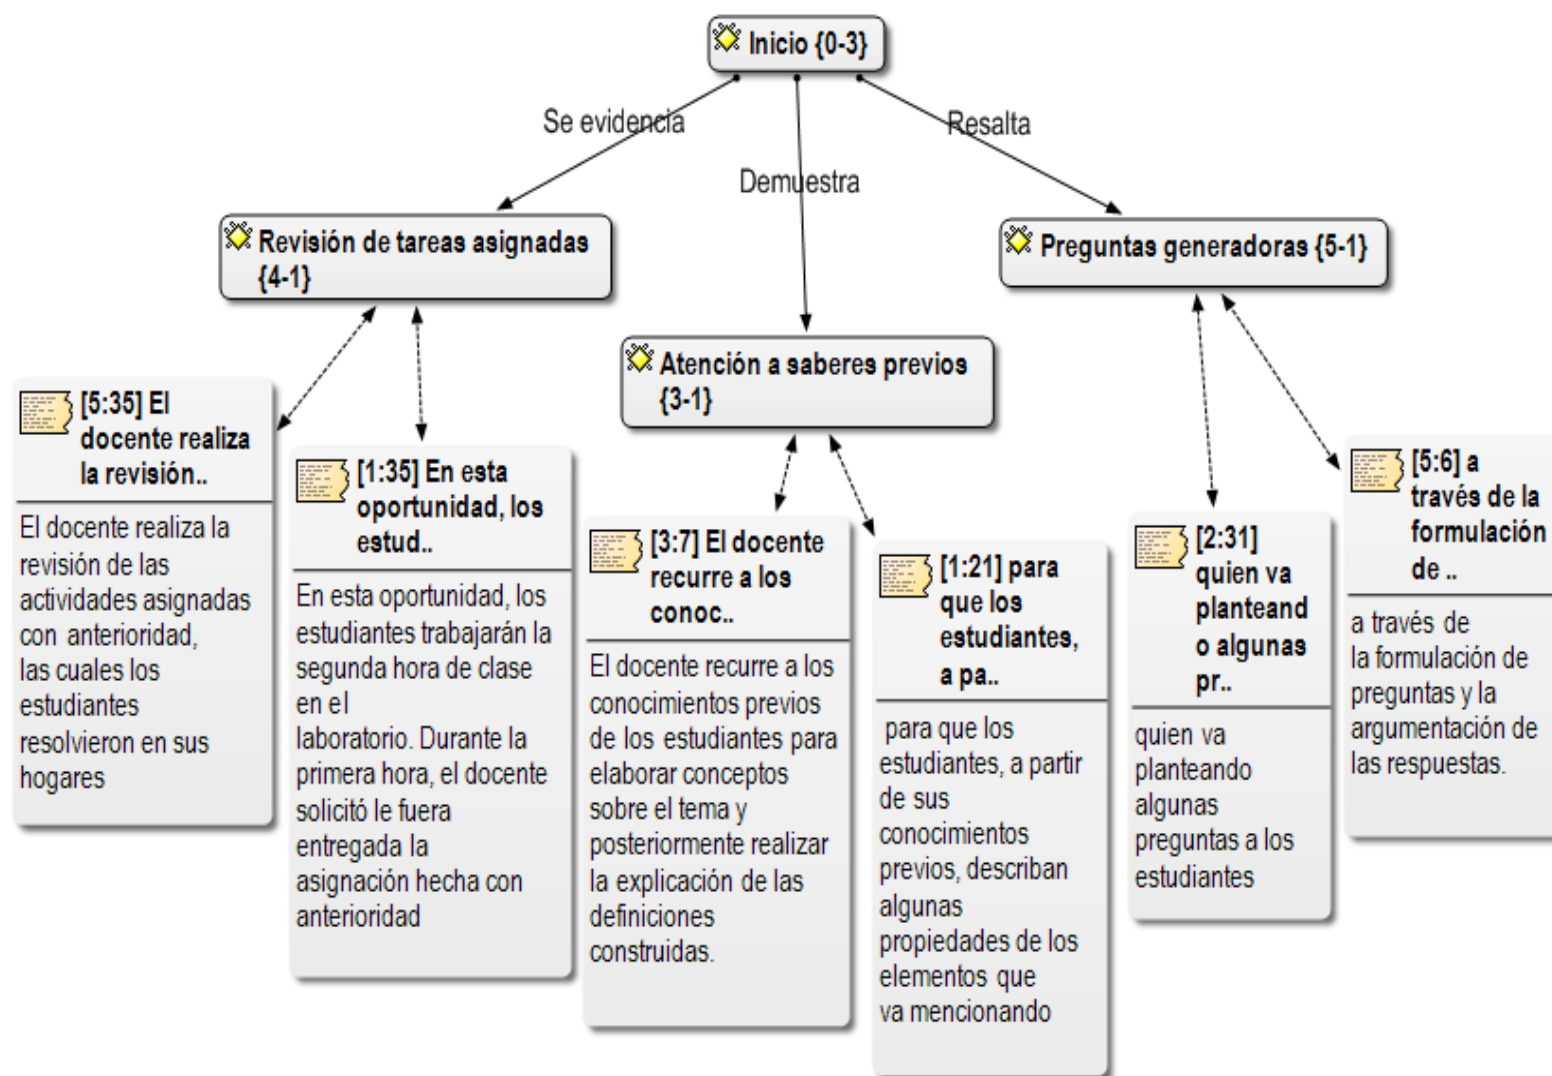 Inicio {0-3}
Se evidencia
Demuestra
Resalta
Revisión de tareas asignadas
{4-1}
Atención a saberes previos
{3-1}
Preguntas generadoras {5-1}
[5:35] El
docente realiza
la revisión..
El docente realiza la
revisión de las
actividades asignadas
con anterioridad,
las cuales los
estudiantes
resolvieron en sus
hogares
[1:35] En esta
oportunidad, los
estud..
En esta oportunidad, los
estudiantes trabajarán la
segunda hora de clase
en el
laboratorio. Durante la
primera hora, el docente
solicitó le fuera
entregada la
asignación hecha con
anterioridad
[3:7] El docente
recurre a los
conoc..
El docente recurre a los
conocimientos previos
de los estudiantes para
elaborar conceptos
sobre el tema y
posteriormente realizar
la explicación de las
definiciones
construidas.
[1:21] para
que los
estudiantes,
a pa..
para que los
estudiantes, a partir
de sus
conocimientos
previos, describan
algunas
propiedades de los
elementos que
va mencionando
[2:31]
quien va
planteand
o algunas
pr..
quien va
planteando
algunas
preguntas a los
estudiantes
[5:6] a
través de la
formulación
de ..
a través de
la formulación de
preguntas y la
argumentación de
las respuestas.